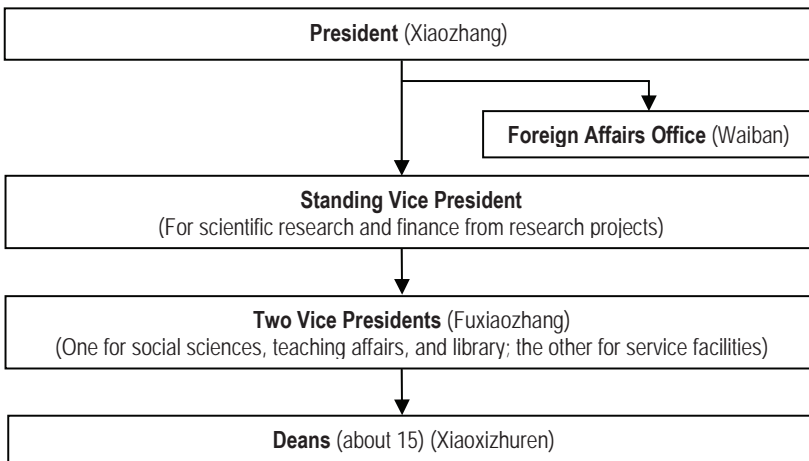 President (Xiaozhang)
Foreign Affairs Office (Waiban)
Standing Vice President
(For scientific research and finance from research projects)
Two Vice Presidents (Fuxiaozhang)
(One for social sciences, teaching affairs, and library; the other for service facilities)
Deans (about 15) (Xiaoxizhuren)